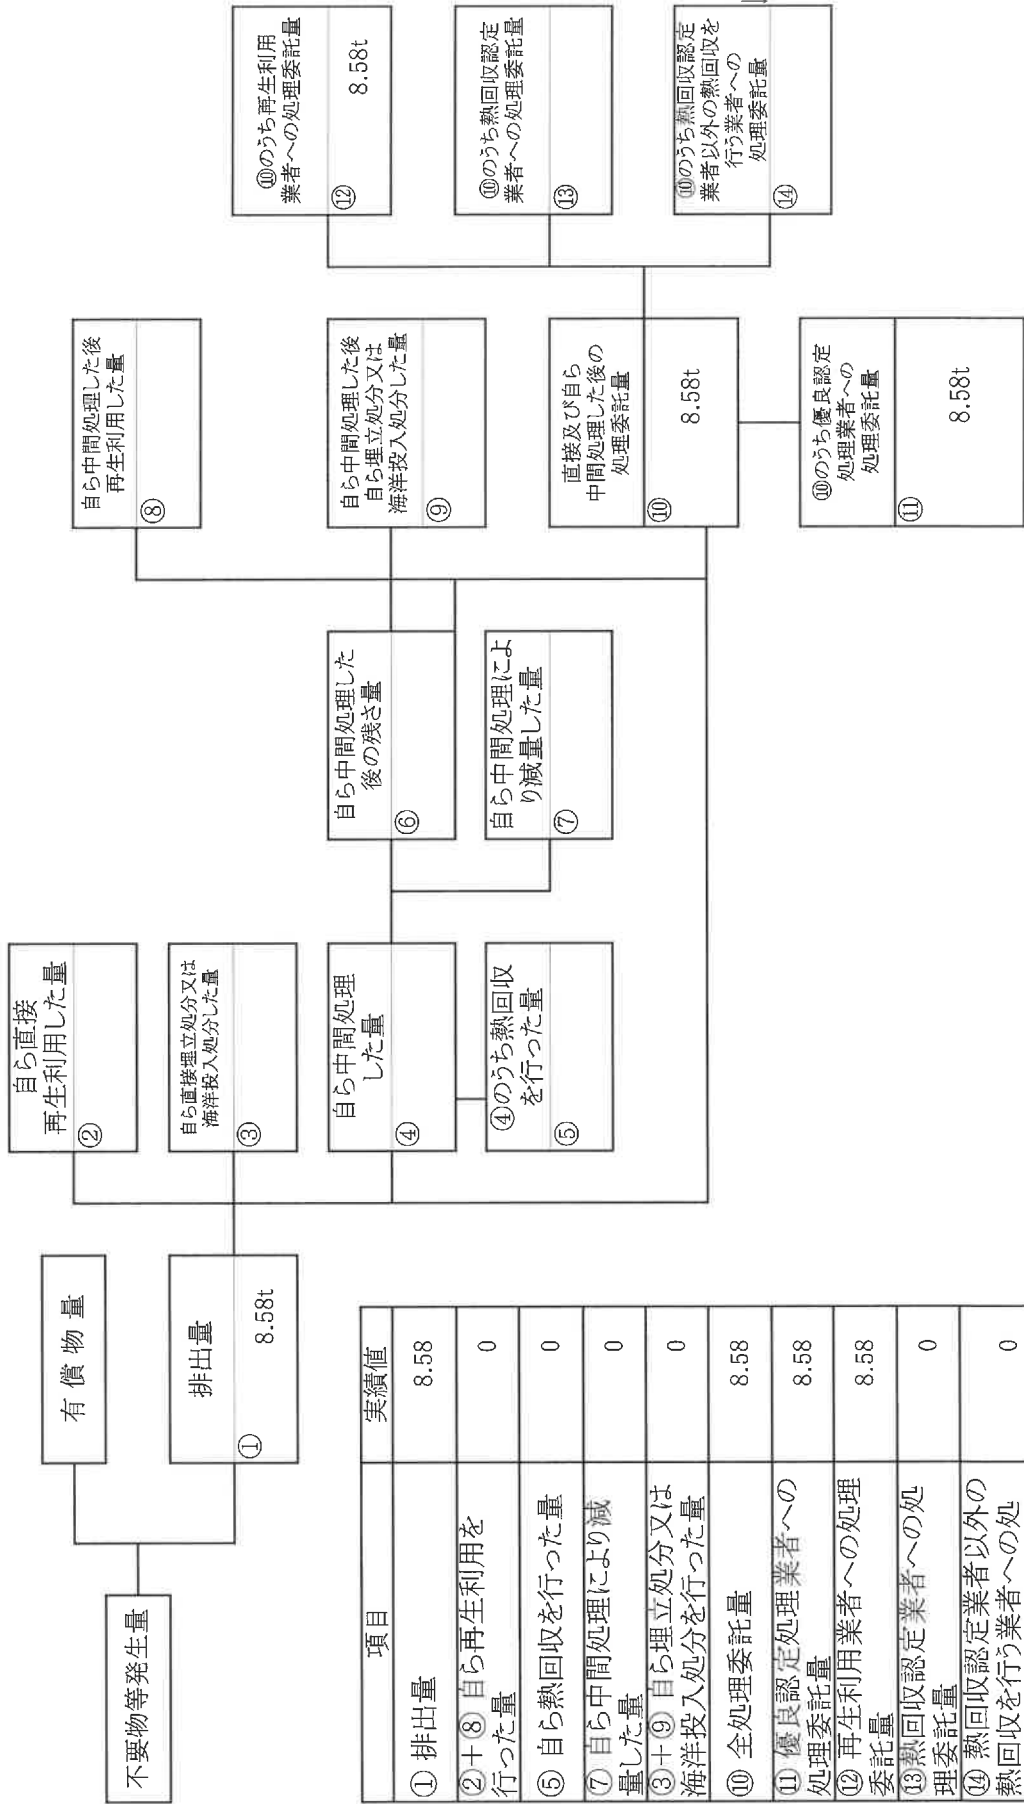 不要物等発生量
有償物量
排出量
①
8.58t
自ら直接
再生利用した量
②
自ら直接埋立処分又は
海洋投入処分した量
③
自ら中間処理
した量
④
④のうち熱回収
を行った量
⑤
自ら中間処理した
後の残さ量
⑥
自ら中間処理によ
り減量した量
⑦
自ら中間処理した後
再生利用した量
⑧
自ら中間処理した後
自ら埋立処分又は
海洋投入処分した量
⑨
直接及び自ら
中間処理した後の
処理委託量
⑩
8.58t
⑩のうち優良認定
処理業者への
処理委託量
⑪
8.58t
⑩のうち再生利用
業者への処理委託量
⑫
8.58t
⑩のうち熱回収認定
業者への処理委託量
⑬
⑩のうち熱回収認定
業者以外の熱回収を
行う業者への
処理委託量
⑭
項目 実績値
① 排出量 8.58
②+⑧ 自ら再生利用を
行った量 0
⑤ 自ら熱回収を行った量 0
⑦ 自ら中間処理により減
量した量 0
③+⑨ 自ら埋立処分又は
海洋投入処分を行った量 0
⑩ 全処理委託量 8.58
⑪ 優良認定処理業者への
処理委託量 8.58
⑫ 再生利用業者への処理
委託量 8.58
⑬熱回収認定業者への処
理委託量 0
⑭ 熱回収認定業者以外の
熱回収を行う業者への処 0